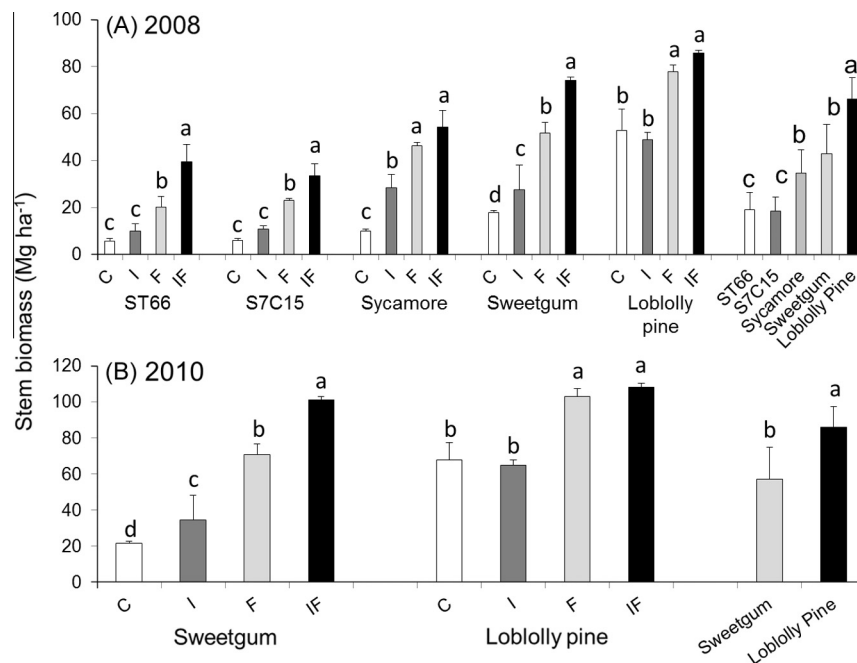 (A) 2008
Stem biomass (Mg ha⁻¹)
100
80
60
40
20
0
c c b a
c c b a
c b a a
d c b a
b b a a
c c b b a
C I F IF
C I F IF
C I F IF
C I F IF
C I F IF
ST66
S7C15
Sycamore
Sweetgum
Loblolly
pine
ST66
S7C15
Sycamore
Sweetgum
Loblolly Pine
(B) 2010
120
100
80
60
40
20
0
d c b a
b b a a
b a
C I F IF
C I F IF
Sweetgum
Loblolly pine
Sweetgum
Loblolly Pine